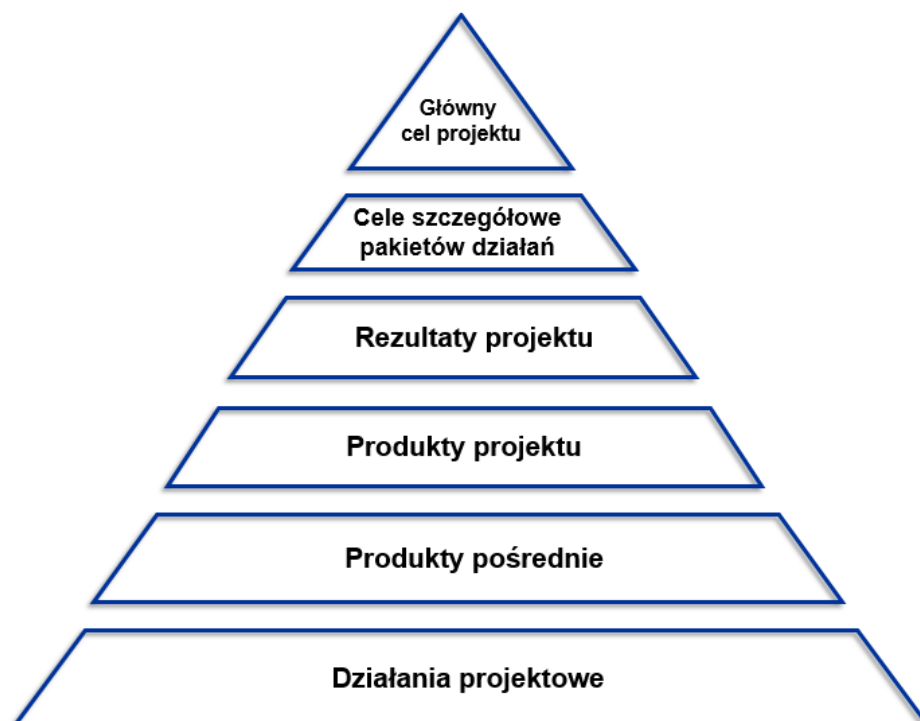 Główny
cel projektu
Cele szczegółowe
pakietów działań
Rezultaty projektu
Produkty projektu
Produkty pośrednie
Działania projektowe